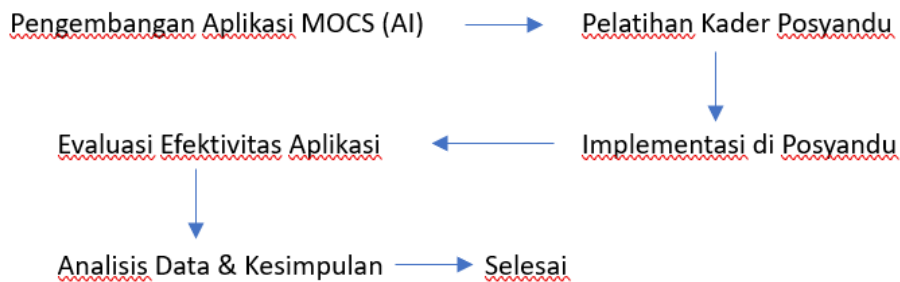 Pengembangan Aplikasi MOCS (AI)
Pelatihan Kader Posyandu
Implementasi di Posyandu
Evaluasi Efektivitas Aplikasi
Analisis Data & Kesimpulan
Selesai